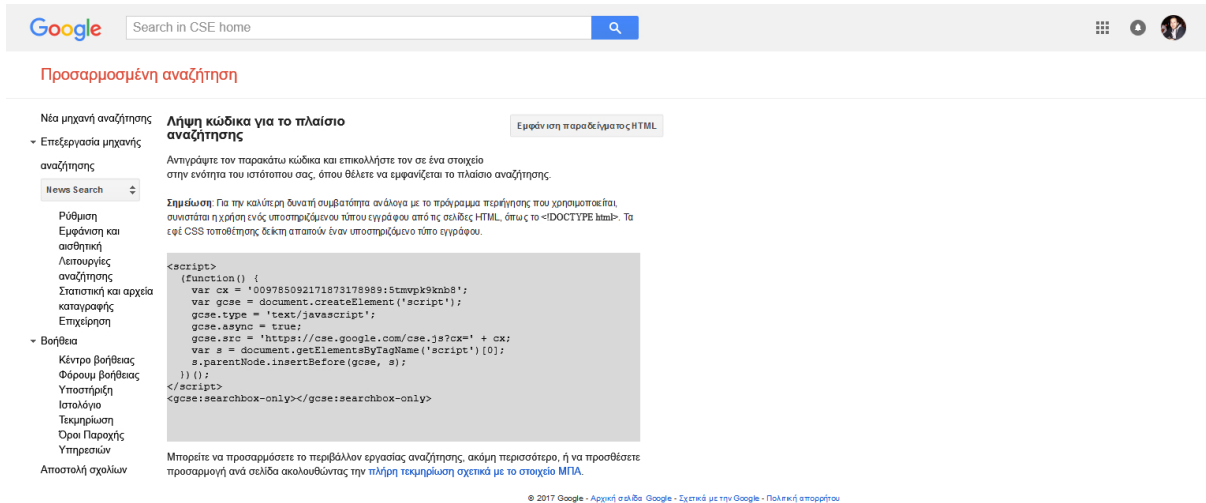 Google
Search in CSE home
Προσαρμοσμένη αναζήτηση
Νέα μηχανή αναζήτησης
Επεξεργασία μηχανής
αναζήτησης
News Search
Ρύθμιση
Εμφάνιση και
αισθητική
Λειτουργίες
αναζήτησης
Στατιστική και αρχεία
καταγραφής
Επιχείρηση
Βοήθεια
Κέντρο βοήθειας
Φόρουμ βοήθειας
Υποστήριξη
Ιστολόγιο
Τεκμηρίωση
Όροι Παροχής
Υπηρεσιών
Αποστολή σχολίων
Λήψη κώδικα για το πλαίσιο
αναζήτησης
Εμφάνιση παραδείγματος HTML
Αντιγράψτε τον παρακάτω κώδικα και επικολλήστε τον σε ένα στοιχείο
στην ενότητα του ιστότοπου σας, όπου θέλετε να εμφανίζεται το πλαίσιο αναζήτησης.
Σημείωση: Για την καλύτερη δυνατή συμβατότητα ανάλογα με το πρόγραμμα περιήγησης που χρησιμοποιείται,
συνιστάται η χρήση ενός υποστηριζόμενου τύπου εγγράφου από τις σελίδες HTML, όπως το <!DOCTYPE html>. Τα
εφέ CSS τοποθέτησης δείκτη απαιτούν έναν υποστηριζόμενο τύπο εγγράφου.
<script>
(function() {
var cx = '009785092171873178989:5tmvpk9knb8';
var gcse = document.createElement('script');
gcse.type = 'text/javascript';
gcse.async = true;
gcse.src = 'https://cse.google.com/cse.js?cx=' + cx;
var s = document.getElementsByTagName('script')[0];
s.parentNode.insertBefore(gcse, s);
})();
</script>
<gcse:searchbox-only></gcse:searchbox-only>
Μπορείτε να προσαρμόσετε το περιβάλλον εργασίας αναζήτησης, ακόμη περισσότερο, ή να προσθέσετε
προσαρμογή ανά σελίδα ακολουθώντας την πλήρη τεκμηρίωση σχετικά με το στοιχείο ΜΠΑ.
© 2017 Google - Αρχική σελίδα Google - Σχετικά με την Google - Πολιτική απορρήτου